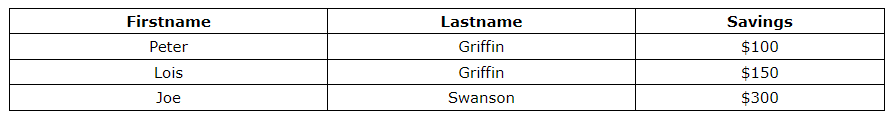 Firstname Lastname Savings
Peter Griffin $100
Lois Griffin $150
Joe Swanson $300